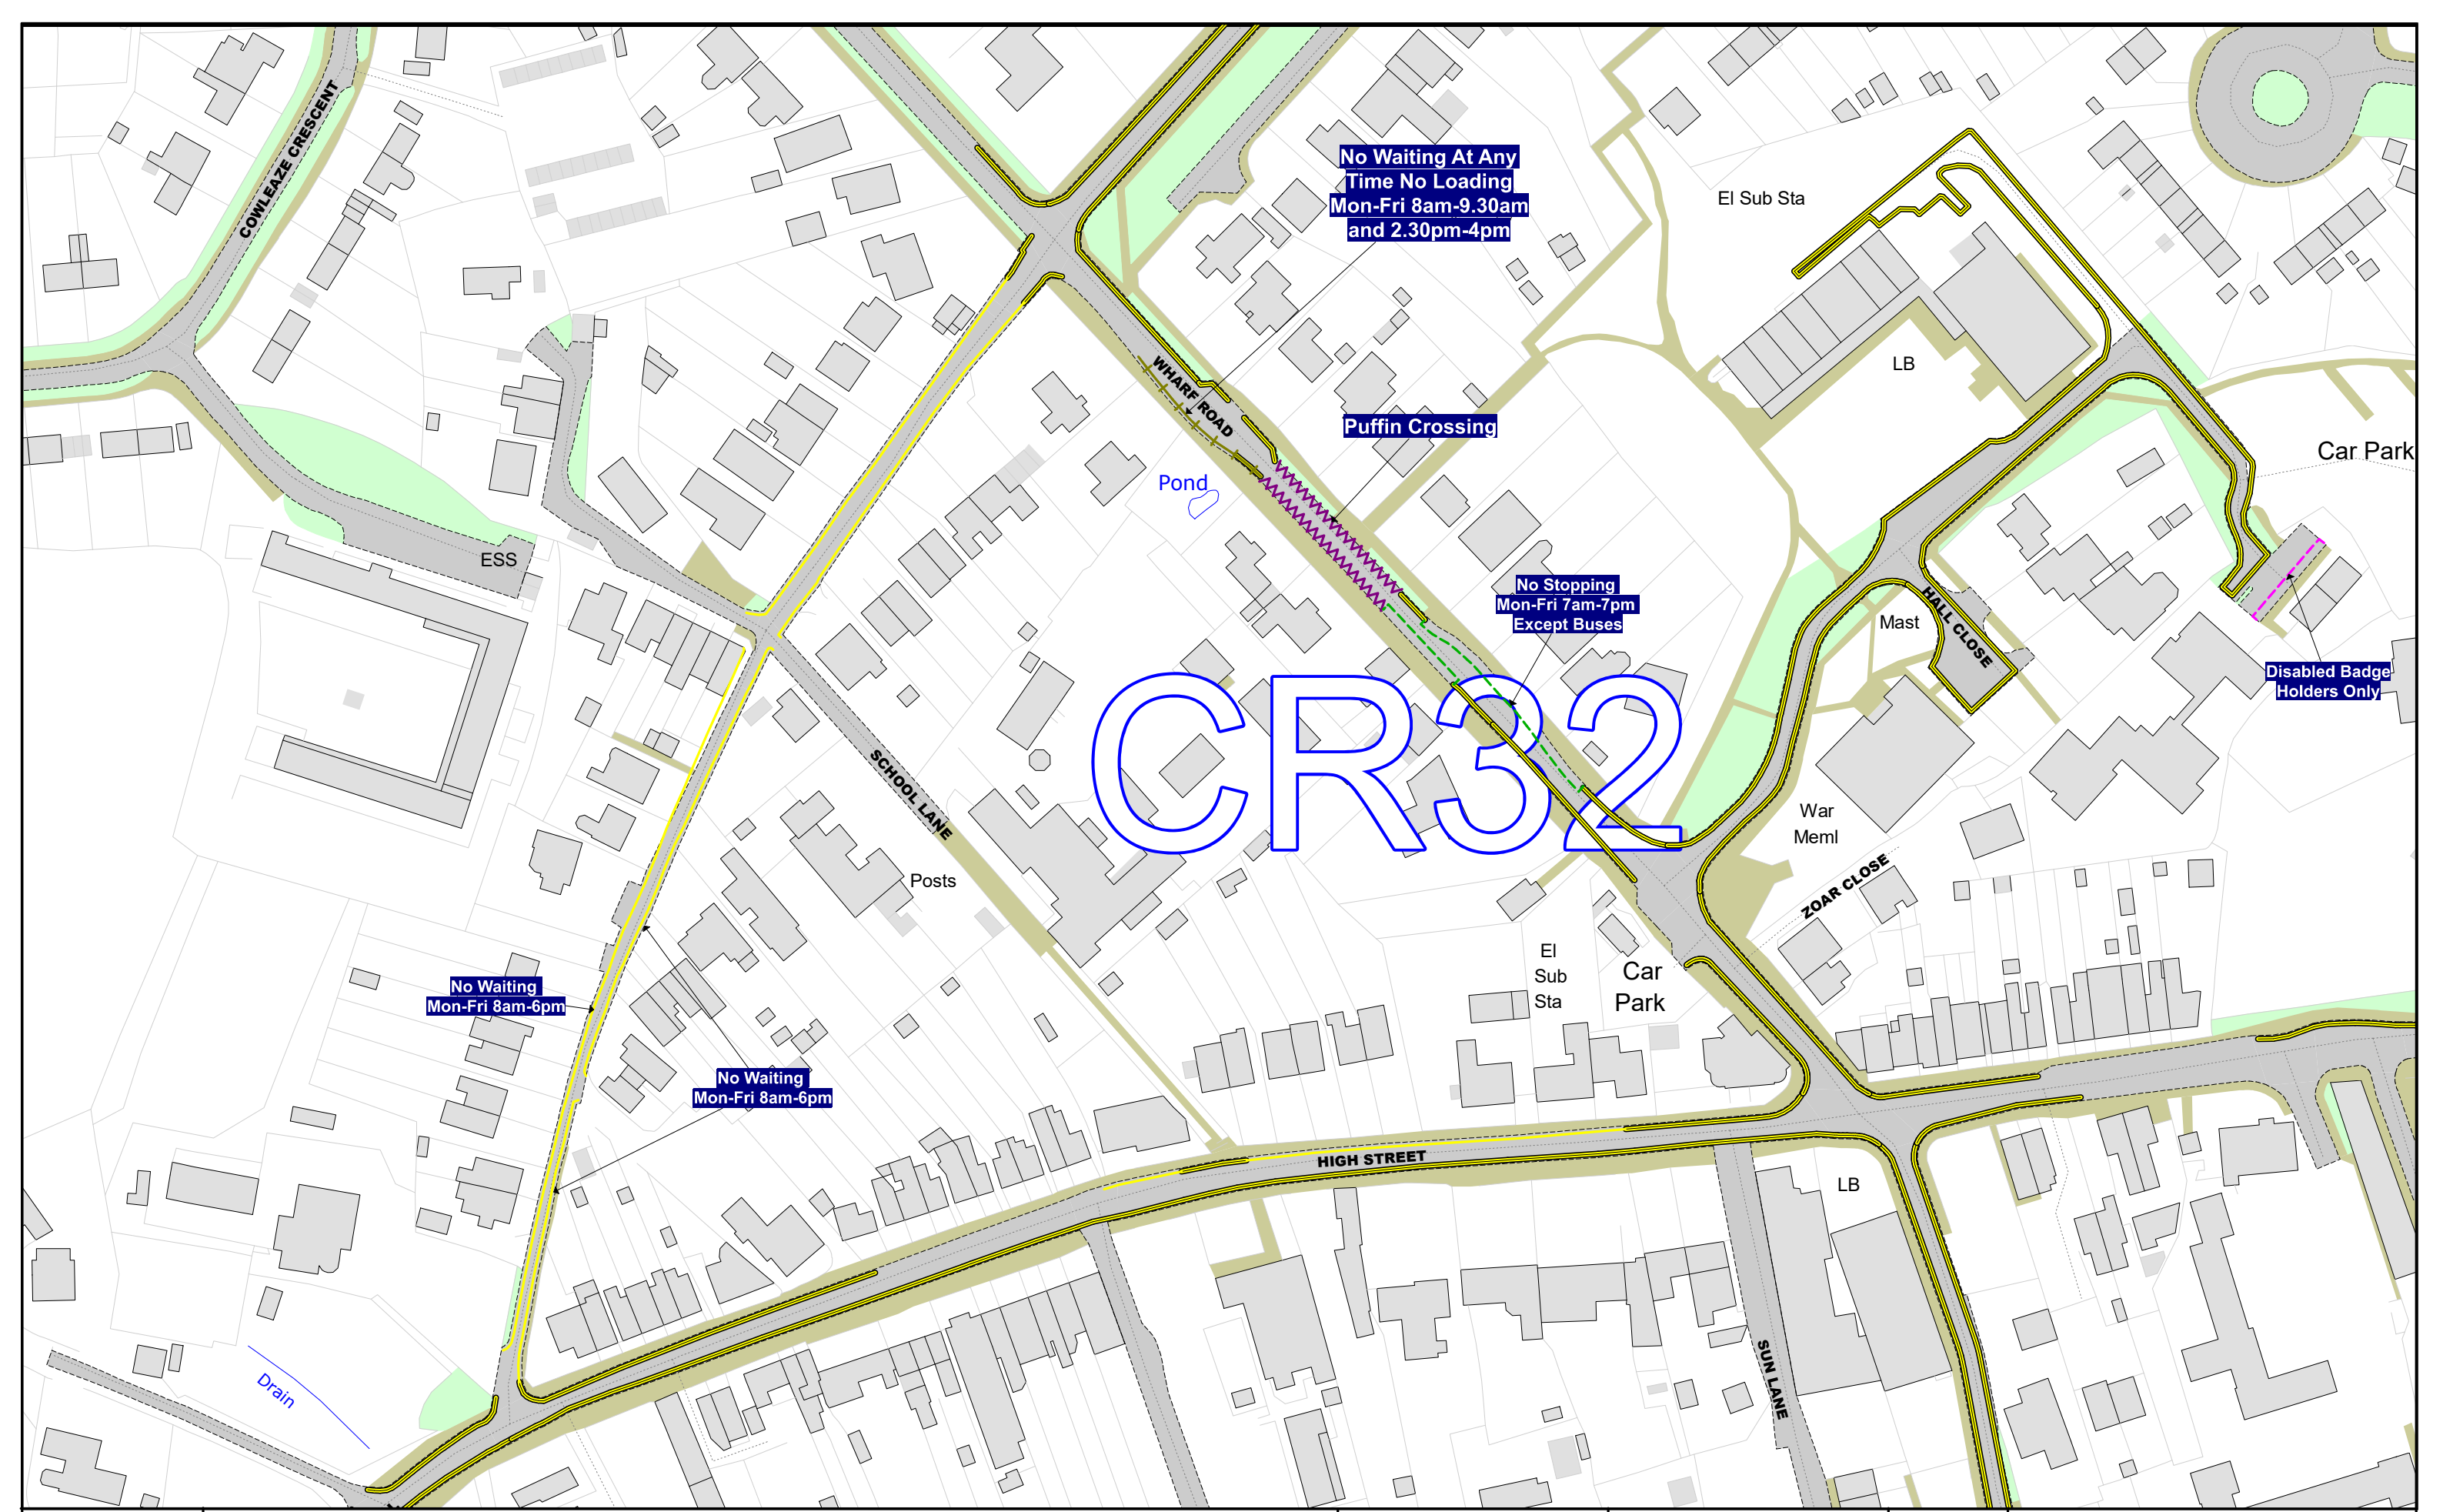 COWLEAZE CRESCENT
No Waiting At Any
Time No Loading
Mon-Fri 8am-9.30am
and 2.30pm-4pm
El Sub Sta
LB
WHARF ROAD
Puffin Crossing
Car Park
Pond
ESS
No Stopping
Mon-Fri 7am-7pm
Except Buses
HALL CLOSE
Mast
Disabled Badge
Holders Only
CR32
SCHOOL LANE
War
Meml
ZOAR CLOSE
Posts
El
Sub
Sta
Car
Park
No Waiting
Mon-Fri 8am-6pm
No Waiting
Mon-Fri 8am-6pm
HIGH STREET
LB
SUN LANE
Drain